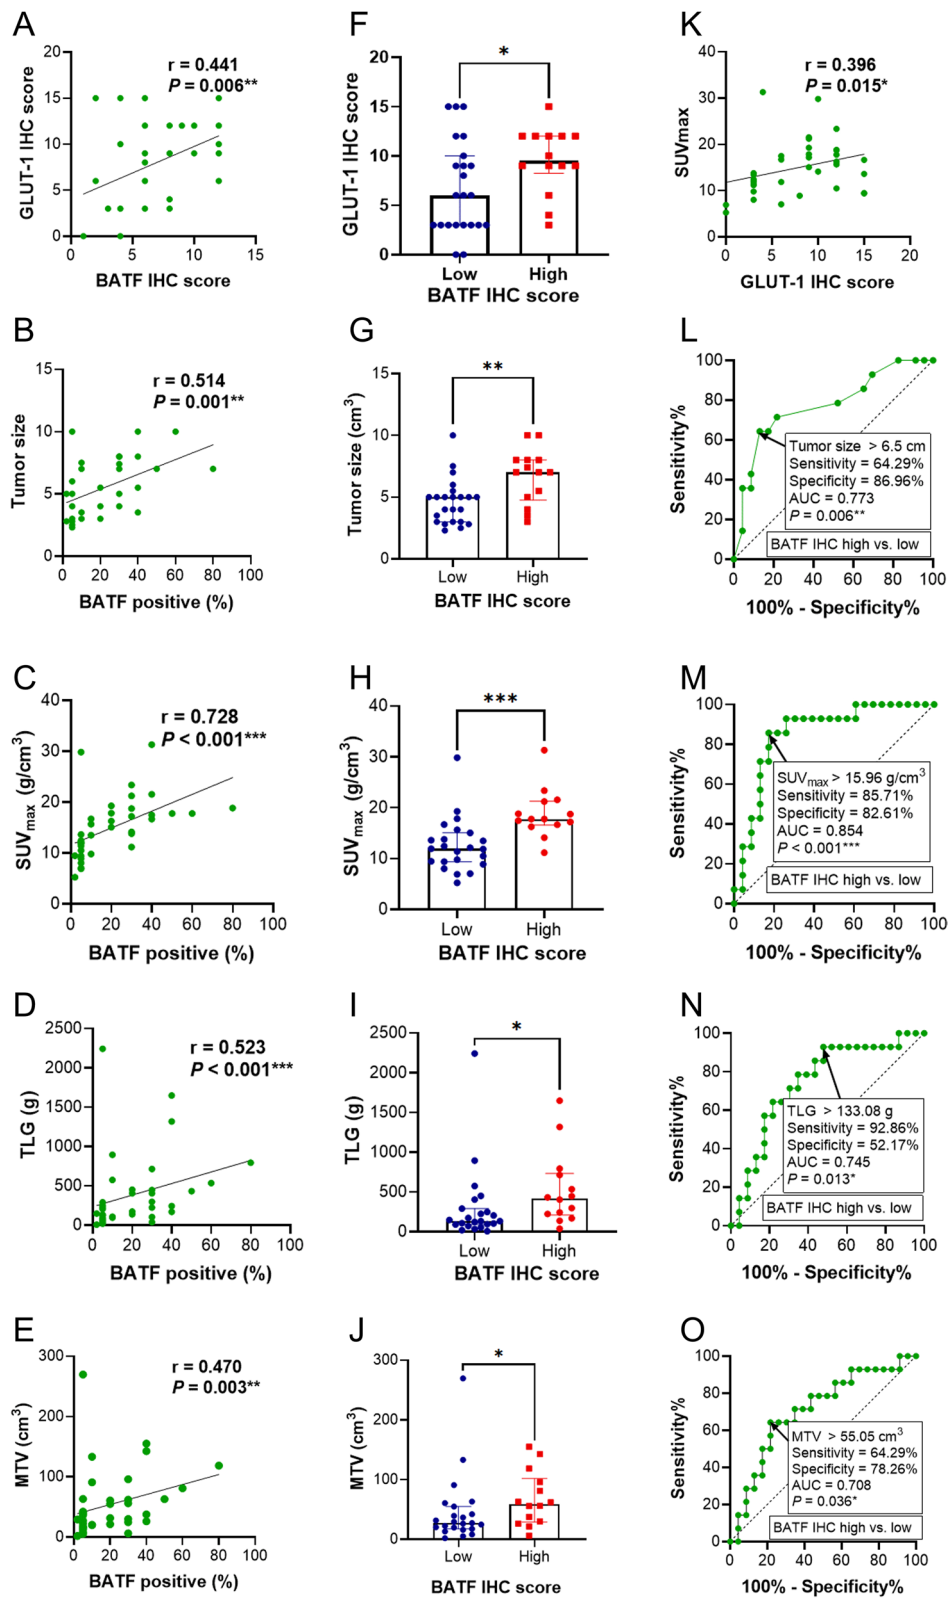 A
r = 0.441
P = 0.006**
GLUT-1 IHC score
20
15
10
5
0
0 5 10 15
BATF IHC score
F
*
GLUT-1 IHC score
20
15
10
5
0
Low High
BATF IHC score
K
r = 0.396
P = 0.015*
SUVmax
40
30
20
10
0
0 5 10 15 20
GLUT-1 IHC score
B
r = 0.514
P = 0.001**
Tumor size
15
10
5
0
0 20 40 60 80 100
BATF positive (%)
G
**
Tumor size (cm3)
15
10
5
0
Low High
BATF IHC score
L
Sensitivity%
100
80
60
40
20
0
Tumor size > 6.5 cm
Sensitivity = 64.29%
Specificity = 86.96%
AUC = 0.773
P = 0.006**
BATF IHC high vs. low
0 20 40 60 80 100
100% - Specificity%
C
r = 0.728
P < 0.001***
SUVmax (g/cm3)
40
30
20
10
0
0 20 40 60 80 100
BATF positive (%)
H
***
SUVmax (g/cm3)
40
30
20
10
0
Low High
BATF IHC score
M
Sensitivity%
100
80
60
40
20
0
SUVmax > 15.96 g/cm3
Sensitivity = 85.71%
Specificity = 82.61%
AUC = 0.854
P < 0.001***
BATF IHC high vs. low
0 20 40 60 80 100
100% - Specificity%
D
r = 0.523
P < 0.001***
TLG (g)
2500
2000
1500
1000
500
0
0 20 40 60 80 100
BATF positive (%)
I
*
TLG (g)
2500
2000
1500
1000
500
0
Low High
BATF IHC score
N
Sensitivity%
100
80
60
40
20
0
TLG > 133.08 g
Sensitivity = 92.86%
Specificity = 52.17%
AUC = 0.745
P = 0.013*
BATF IHC high vs. low
0 20 40 60 80 100
100% - Specificity%
E
r = 0.470
P = 0.003**
MTV (cm3)
300
200
100
0
0 20 40 60 80 100
BATF positive (%)
J
*
MTV (cm3)
300
200
100
0
Low High
BATF IHC score
O
Sensitivity%
100
80
60
40
20
0
MTV > 55.05 cm3
Sensitivity = 64.29%
Specificity = 78.26%
AUC = 0.708
P = 0.036*
BATF IHC high vs. low
0 20 40 60 80 100
100% - Specificity%